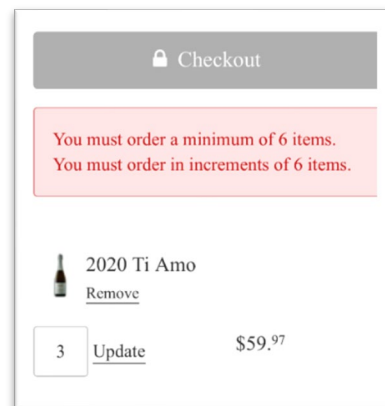 Checkout
You must order a minimum of 6 items.
You must order in increments of 6 items.
2020 Ti Amo
Remove
3 Update $59.97